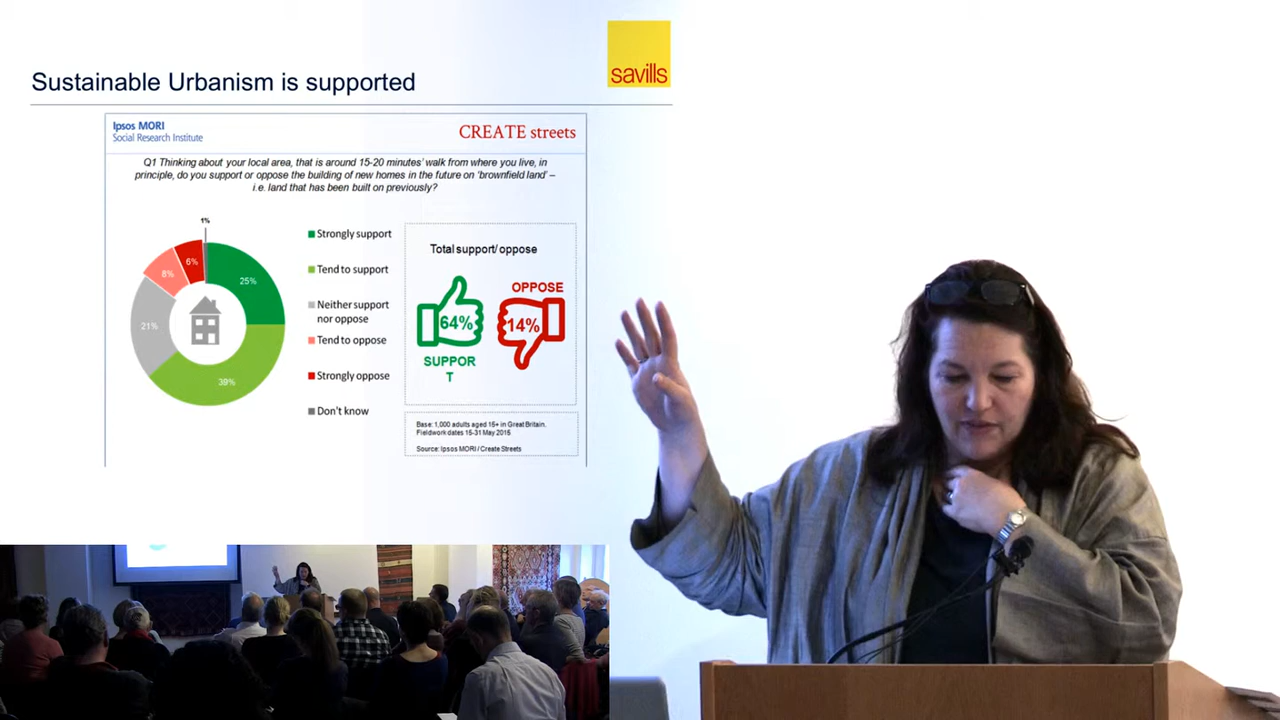 savills
Sustainable Urbanism is supported
Ipsos MORI
Social Research Institute
CREATE streets
Q1 Thinking about your local area, that is around 15-20 minutes' walk from where you live, in
principle, do you support or oppose the building of new homes in the future on 'brownfield land' –
i.e. land that has been built on previously?
1%
6%
8%
25%
21%
39%
Strongly support
Tend to support
Neither support
nor oppose
Tend to oppose
Strongly oppose
Don't know
Total support/ oppose
OPPOSE
64%
14%
SUPPOR
T
Base: 1,000 adults aged 15+ in Great Britain.
Fieldwork dates 15-31 May 2015
Source: Ipsos MORI / Create Streets